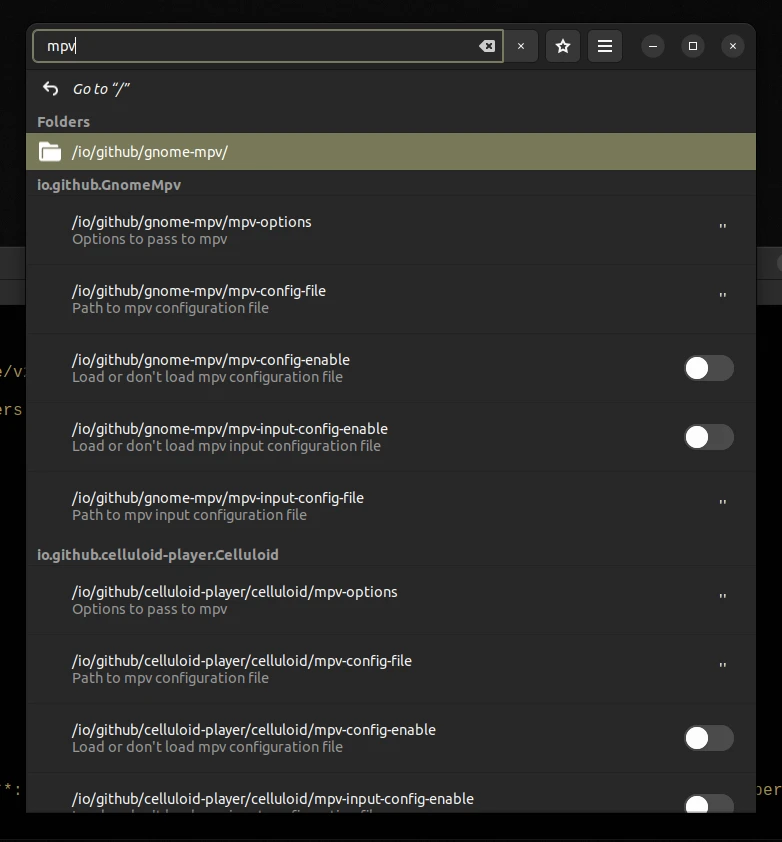 mpv
Go to “/”
Folders
/io/github/gnome-mpv/
io.github.GnomeMpv
/io/github/gnome-mpv/mpv-options
''
Options to pass to mpv
/io/github/gnome-mpv/mpv-config-file
''
Path to mpv configuration file
/io/github/gnome-mpv/mpv-config-enable
Load or don't load mpv configuration file
/io/github/gnome-mpv/mpv-input-config-enable
Load or don't load mpv input configuration file
/io/github/gnome-mpv/mpv-input-config-file
''
Path to mpv input configuration file
io.github.celluloid-player.Celluloid
/io/github/celluloid-player/celluloid/mpv-options
''
Options to pass to mpv
/io/github/celluloid-player/celluloid/mpv-config-file
''
Path to mpv configuration file
/io/github/celluloid-player/celluloid/mpv-config-enable
Load or don't load mpv configuration file
/io/github/celluloid-player/celluloid/mpv-input-config-enable